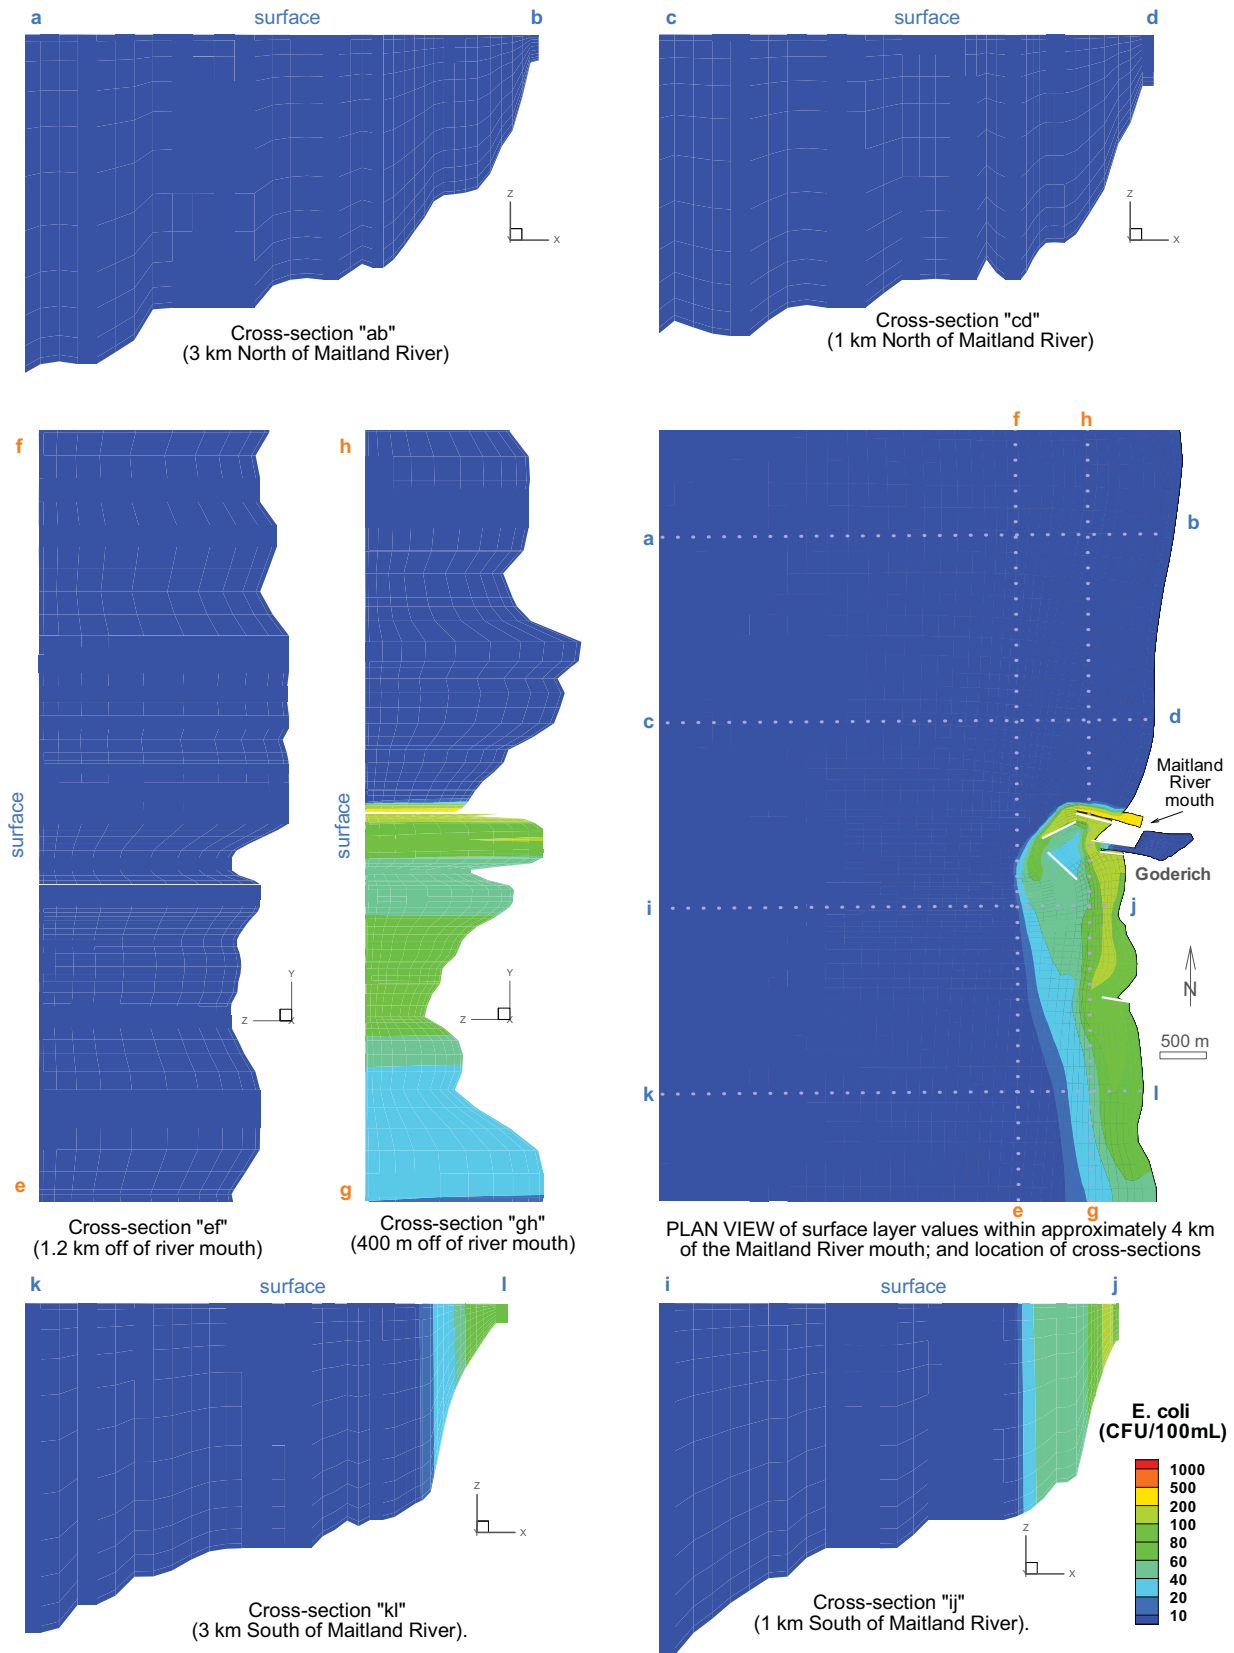 a surface b
c d
Z
X
Y
Z
X
Y
Cross-section "ab"
(3 km North of Maitland River)
Cross-section "cd"
(1 km North of Maitland River)
f
h
f h
a
b
c
d
surface
surface
Maitland
River
mouth
Goderich
i
j
N
500 m
k
l
Y
Z
X
Y
Z
X
e
g
e g
Cross-section "ef"
(1.2 km off of river mouth)
Cross-section "gh"
(400 m off of river mouth)
PLAN VIEW of surface layer values within approximately 4 km
of the Maitland River mouth; and location of cross-sections
k surface l
i surface j
Z
X
Y
Z
X
Y
Cross-section "kl"
(3 km South of Maitland River).
Cross-section "ij"
(1 km South of Maitland River).
E. coli
(CFU/100mL)
1000
500
200
100
80
60
40
20
10